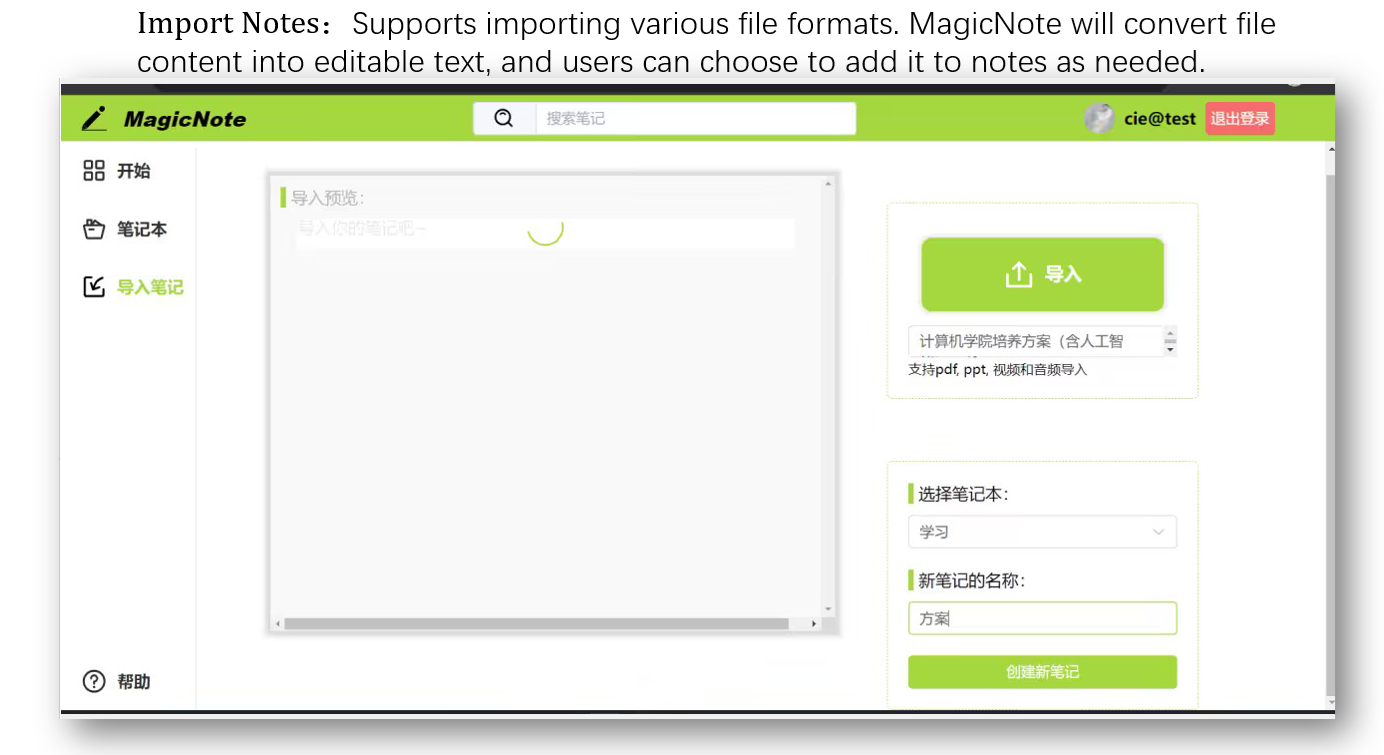 Import Notes：Supports importing various file formats. MagicNote will convert file
content into editable text, and users can choose to add it to notes as needed.
MagicNote
搜索笔记
cie@test
退出登录
开始
笔记本
导入笔记
帮助
导入预览：
导入你的笔记吧~
导入
计算机学院培养方案（含人工智
支持pdf, ppt, 视频和音频导入
选择笔记本：
学习
新笔记的名称：
方案
创建新笔记